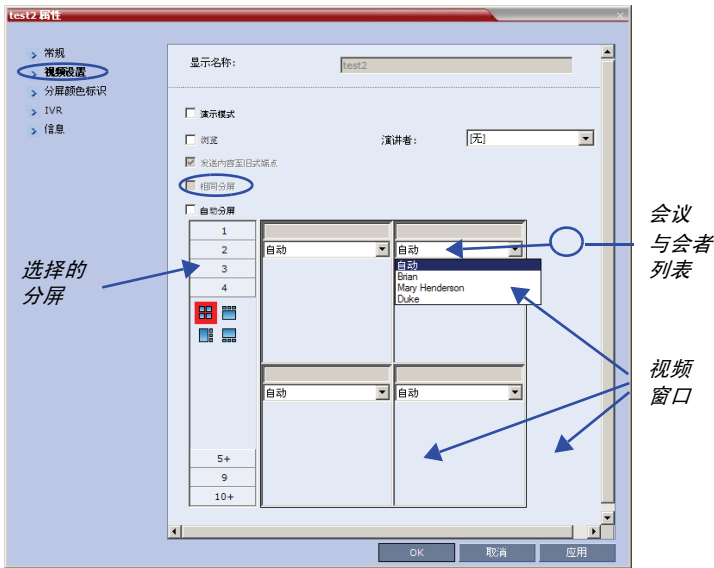 test2 属性
常规
视频设置
分屏颜色标识
IVR
信息
显示名称：
test2
演示模式
浏览
演讲者：
[无]
发送内容至旧式端点
相同分屏
自动分屏
1
2
3
4
5+
9
10+
自动
自动
自动
Brian
Mary Henderson
Duke
自动
自动
OK
取消
应用
选择的
分屏
会议
与会者
列表
视频
窗口